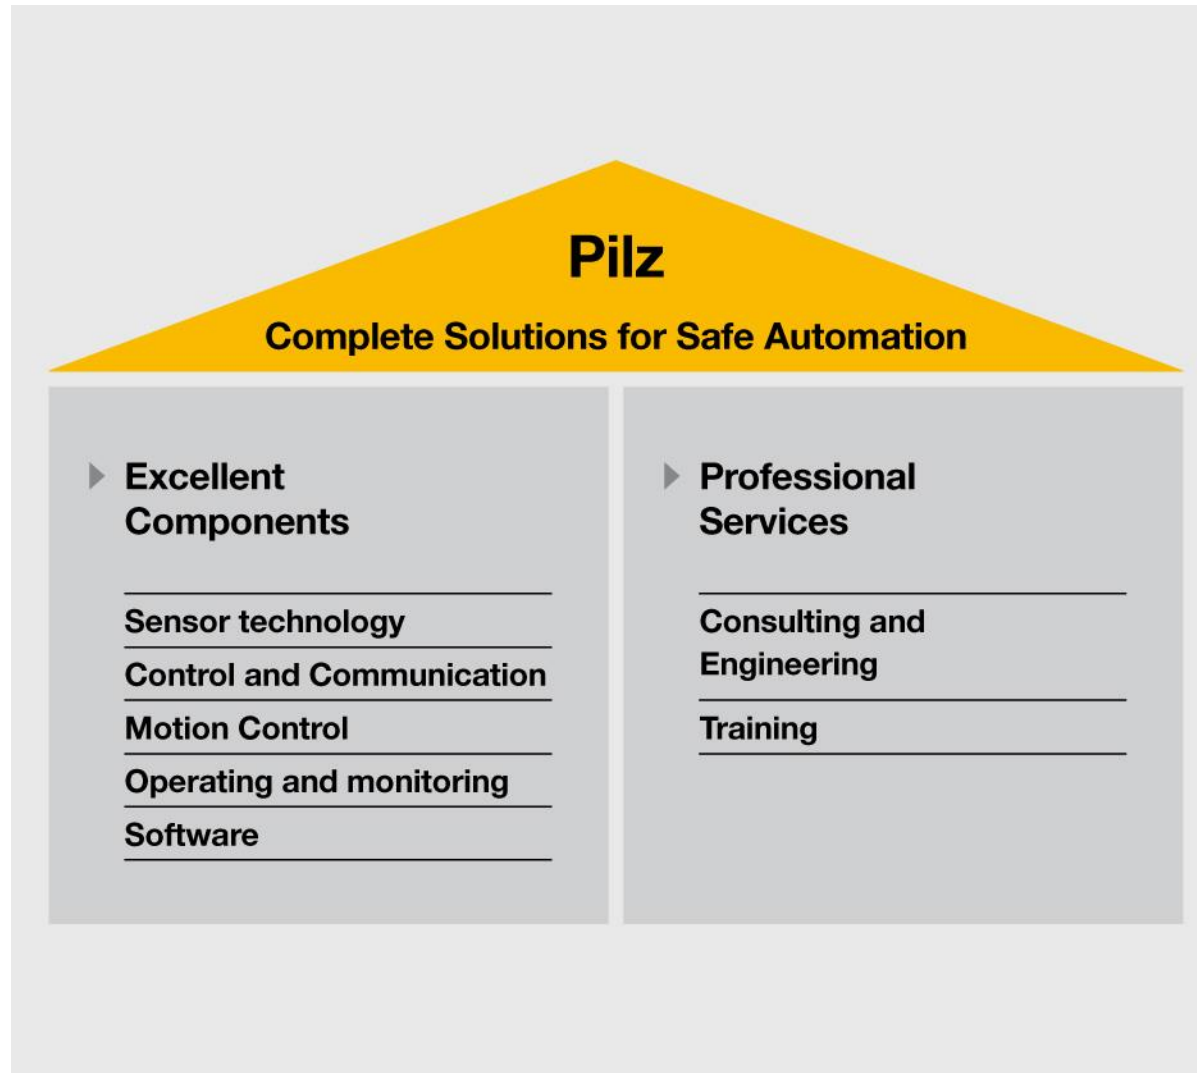 Pilz
Complete Solutions for Safe Automation
Excellent
Components
Sensor technology
Control and Communication
Motion Control
Operating and monitoring
Software
Professional
Services
Consulting and
Engineering
Training